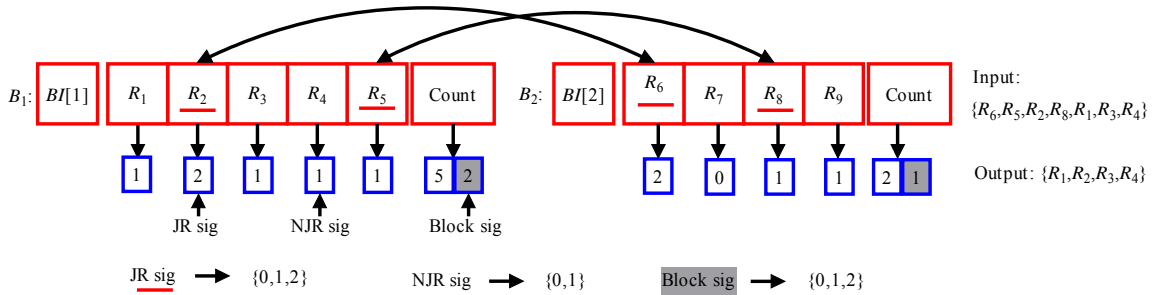 B1: BI[1] R1 R2 R3 R4 R5 Count B2: BI[2] R6 R7 R8 R9 Count Input:
{R6,R5,R2,R8,R1,R3,R4}
1 2 1 1 1 5 2 2 0 1 1 2 1 Output: {R1,R2,R3,R4}
JR sig NJR sig Block sig
JR sig {0,1,2} NJR sig {0,1} Block sig {0,1,2}